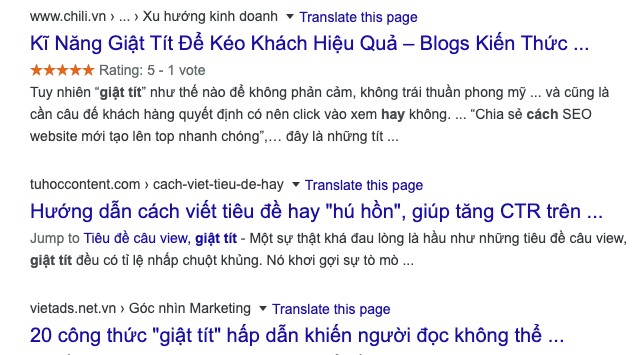 www.chili.vn › ... › Xu hướng kinh doanh ▼ Translate this page
Kĩ Năng Giật Tít Để Kéo Khách Hiệu Quả – Blogs Kiến Thức ...
★★★★★ Rating: 5 - 1 vote
Tuy nhiên “giật tít” như thế nào để không phản cảm, không trái thuần phong mỹ ... và cũng là
cần câu để khách hàng quyết định có nên click vào xem hay không. ... “Chia sẻ cách SEO
website mới tạo lên top nhanh chóng”,… đây là những tít ...
tuhoccontent.com › cach-viet-tieu-de-hay ▼ Translate this page
Hướng dẫn cách viết tiêu đề hay "hú hồn", giúp tăng CTR trên ...
Jump to Tiêu đề câu view, giật tít - Một sự thật khá đau lòng là hầu như những tiêu đề câu view,
giật tít đều có tỉ lệ nhấp chuột khủng. Nó khơi gợi sự tò mò ...
vietads.net.vn › Góc nhìn Marketing ▼ Translate this page
20 công thức "giật tít" hấp dẫn khiến người đọc không thể ...